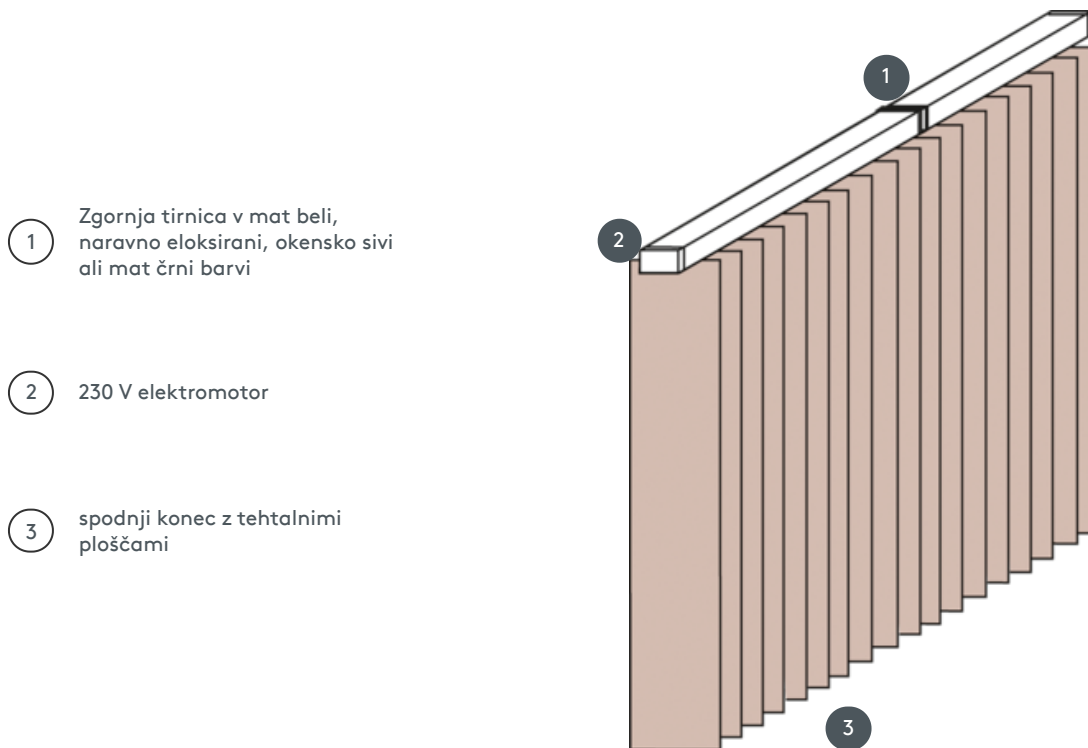 1
Zgornja tirnica v mat beli,
naravno eloksirani, okensko sivi
ali mat črni barvi
2
230 V elektromotor
3
spodnji konec z tehtalnimi
ploščami
1
2
3